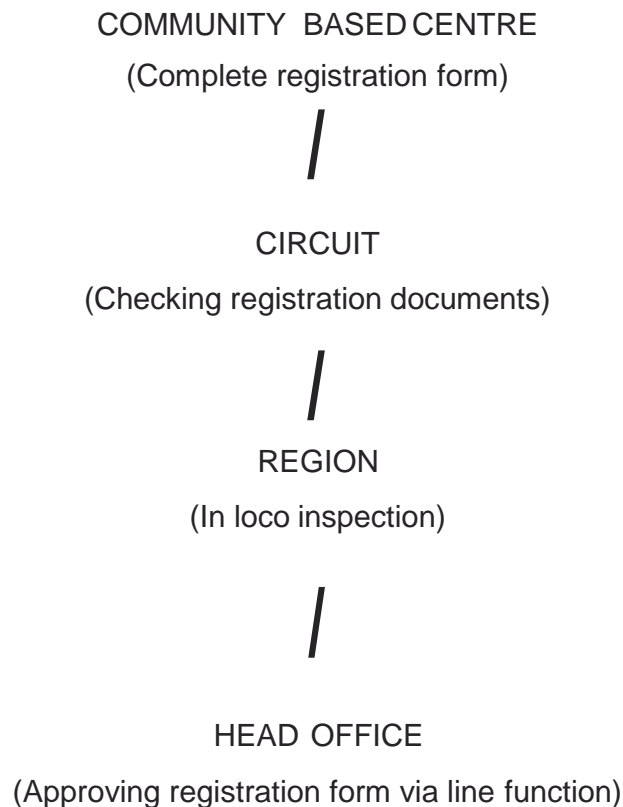 COMMUNITY BASED CENTRE
(Complete registration form)
/
CIRCUIT
(Checking registration documents)
/
REGION
(In loco inspection)
/
HEAD OFFICE
(Approving registration form via line function)